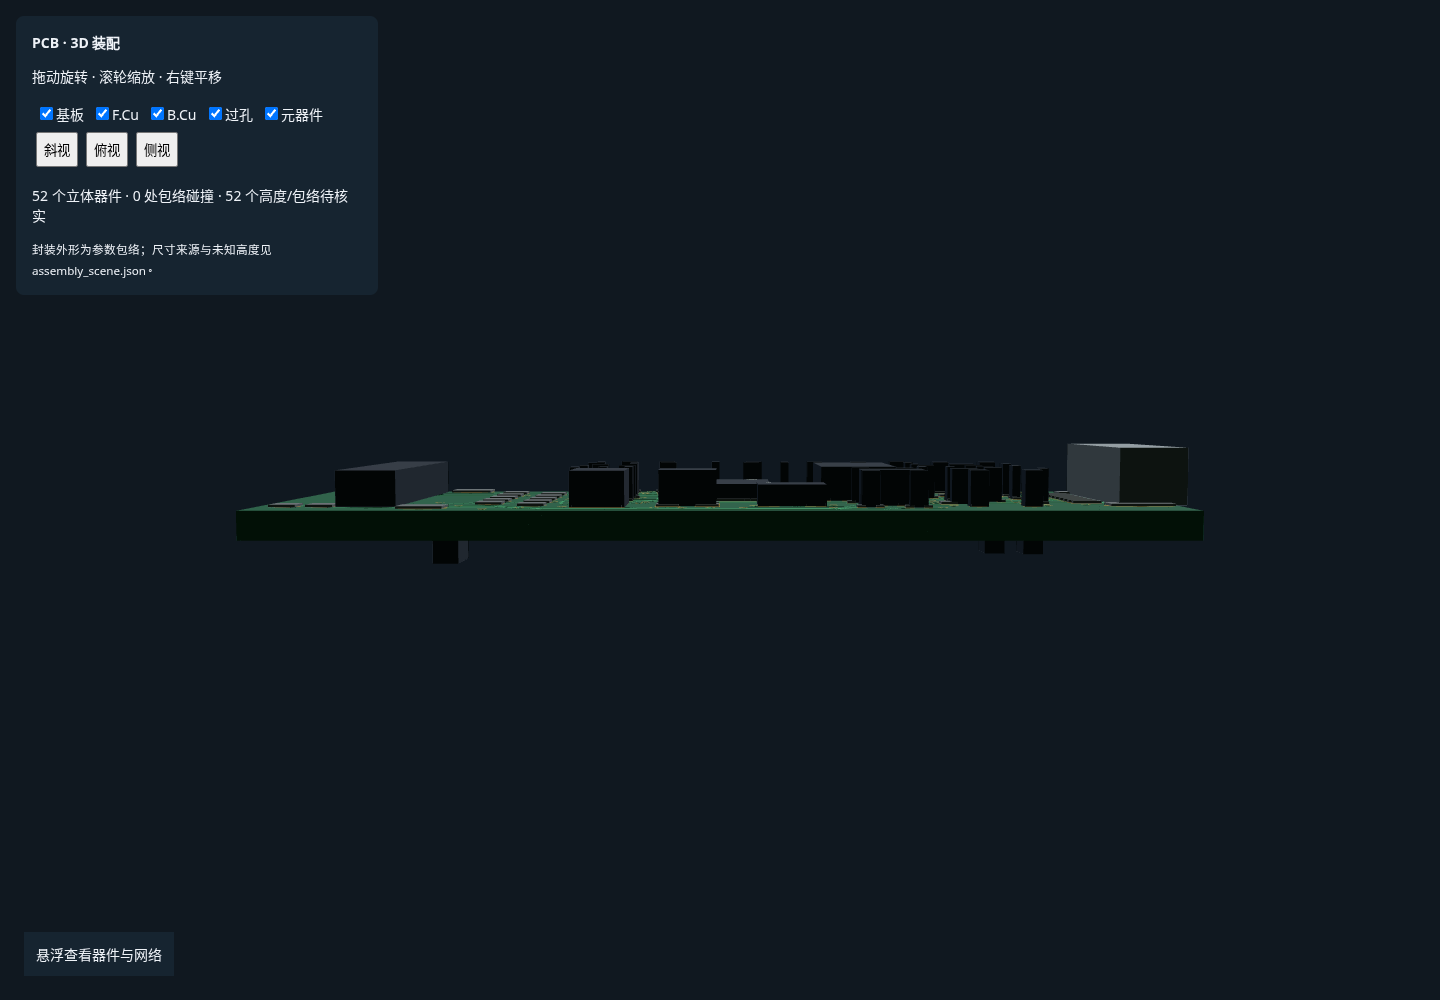 PCB · 3D 装配
拖动旋转 · 滚轮缩放 · 右键平移
基板 F.Cu B.Cu 过孔 元器件
斜视 俯视 侧视
52 个立体器件 · 0 处包络碰撞 · 52 个高度/包络待核
实
封装外形为参数包络；尺寸来源与未知高度见
assembly_scene.json。
悬浮查看器件与网络